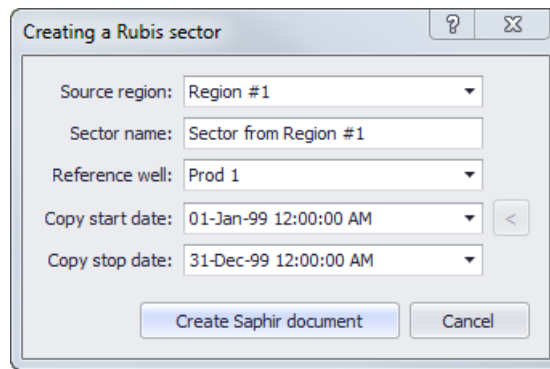 Creating a Rubis sector
?
Source region: Region #1
Sector name: Sector from Region #1
Reference well: Prod 1
Copy start date: 01-Jan-99 12:00:00 AM <
Copy stop date: 31-Dec-99 12:00:00 AM
Create Saphir document Cancel